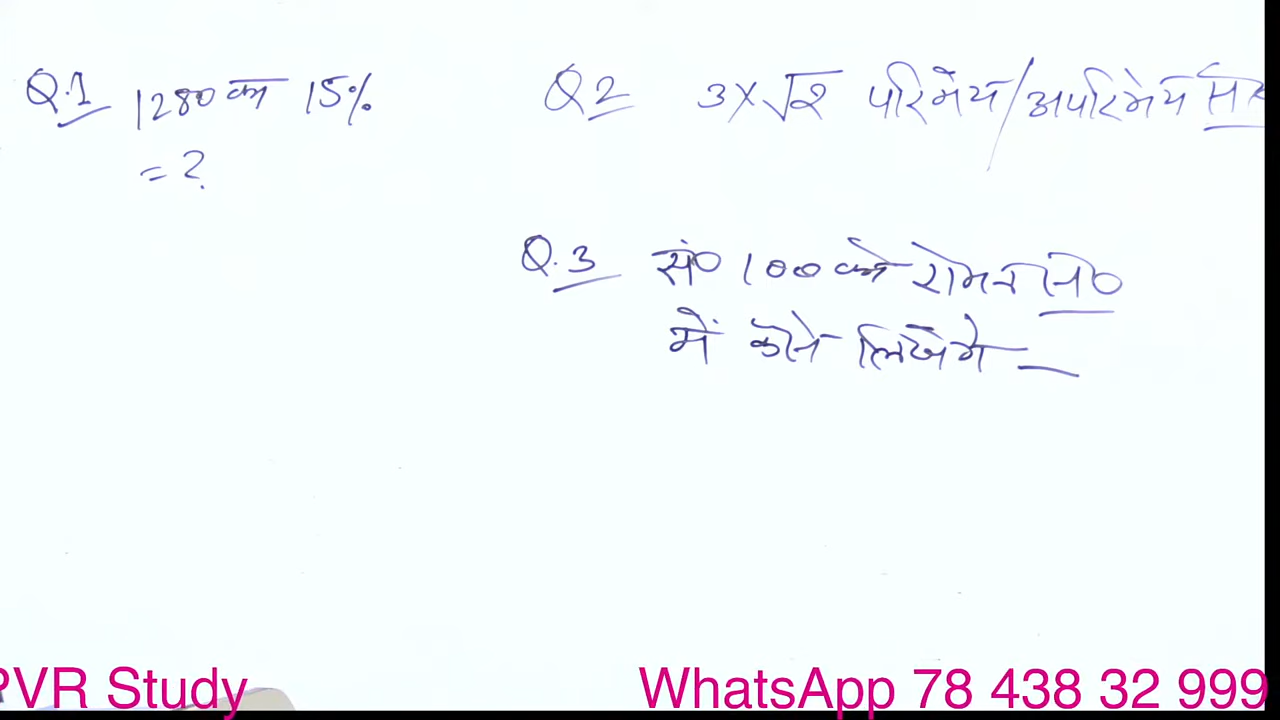 Q.1 1280 का 15%
= ?
Q2 3×√2 परिमेय/अपरिमेय
Q.3 सं० 100 को रोमन
में कैसे लिखेंगे —
PVR Study
WhatsApp 78 438 32 999